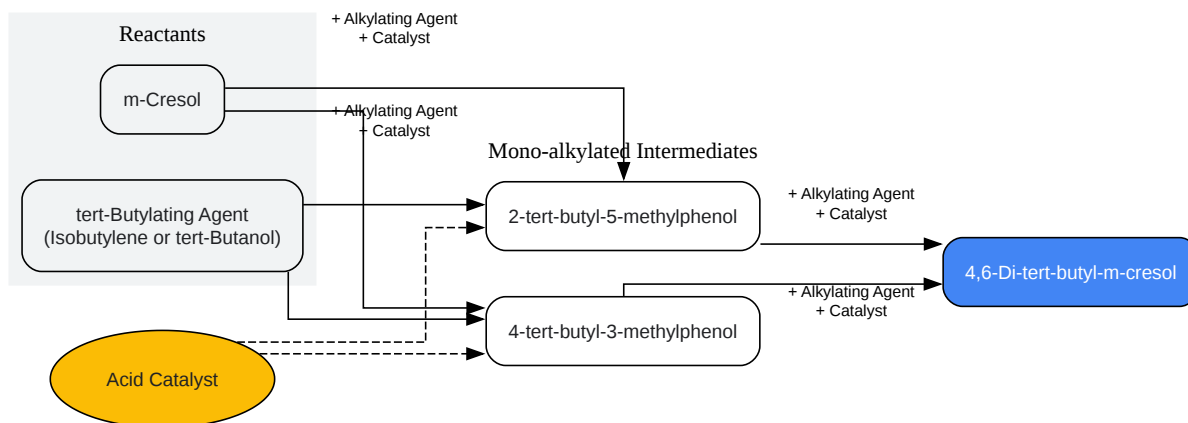 + Alkylating Agent
+ Catalyst
Reactants
m-Cresol
+ Alkylating Agent
+ Catalyst
Mono-alkylated Intermediates
tert-Butylating Agent
(Isobutylene or tert-Butanol)
2-tert-butyl-5-methylphenol
+ Alkylating Agent
+ Catalyst
4,6-Di-tert-butyl-m-cresol
4-tert-butyl-3-methylphenol
+ Alkylating Agent
+ Catalyst
Acid Catalyst